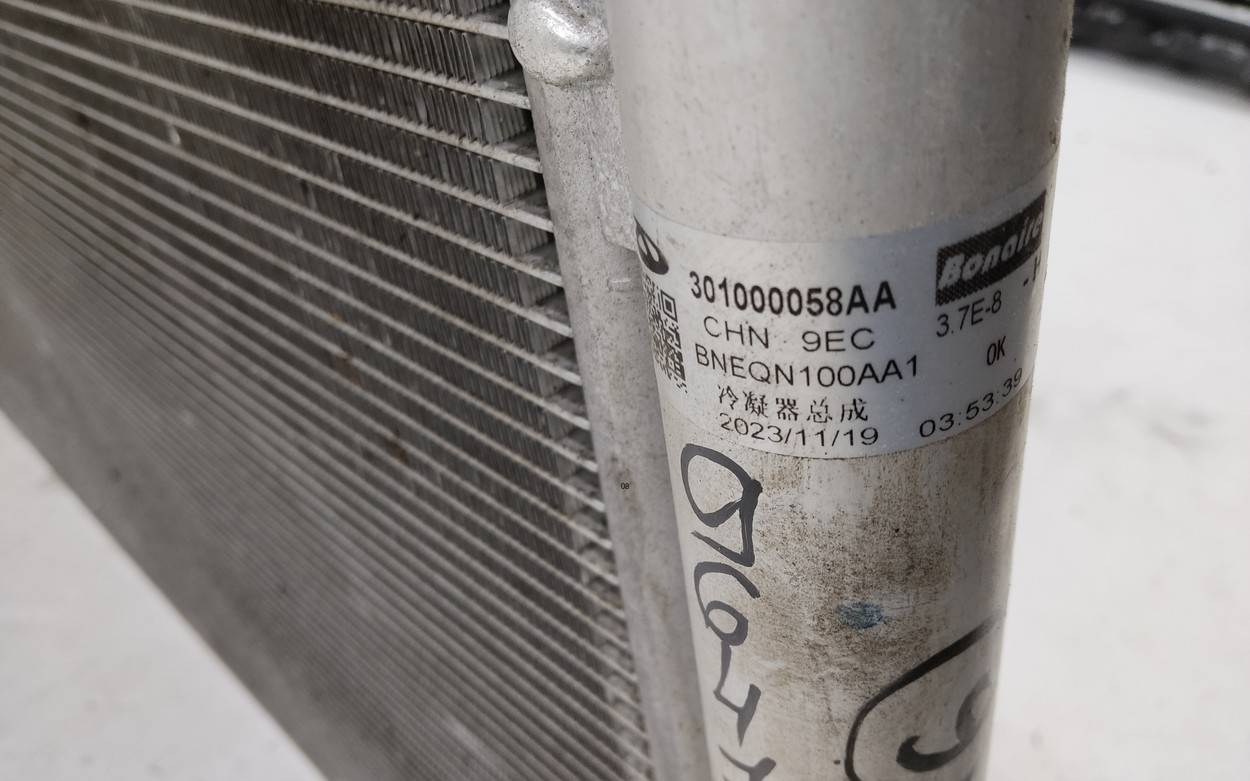 301000058AA
Bonaire
CHN 9EC
3.7E-8
BNEQN100AA1
OK
冷凝器总成
2023/11/19 03:53:39
08